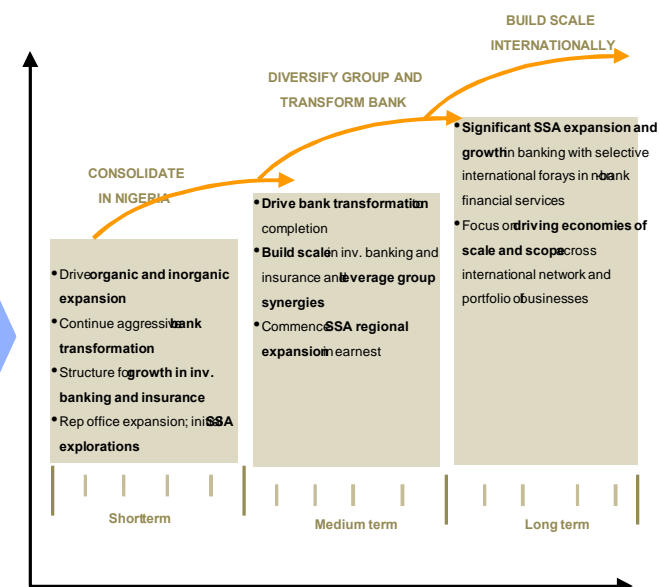 BUILD SCALE
INTERNATIONALLY
DIVERSIFY GROUP AND
TRANSFORM BANK
CONSOLIDATE
IN NIGERIA
• Drive organic and inorganic
expansion
• Continue aggressive bank
transformation
• Structure for growth in inv.
banking and insurance
• Rep office expansion; initial SSA
explorations
• Drive bank transformation to
completion
• Build scale in inv. banking and
insurance and leverage group
synergies
• Commence SSA regional
expansion in earnest
• Significant SSA expansion and
growth in banking with selective
international forays in non-bank
financial services
• Focus on driving economies of
scale and scope across
international network and
portfolio of businesses
Short term
Medium term
Long term